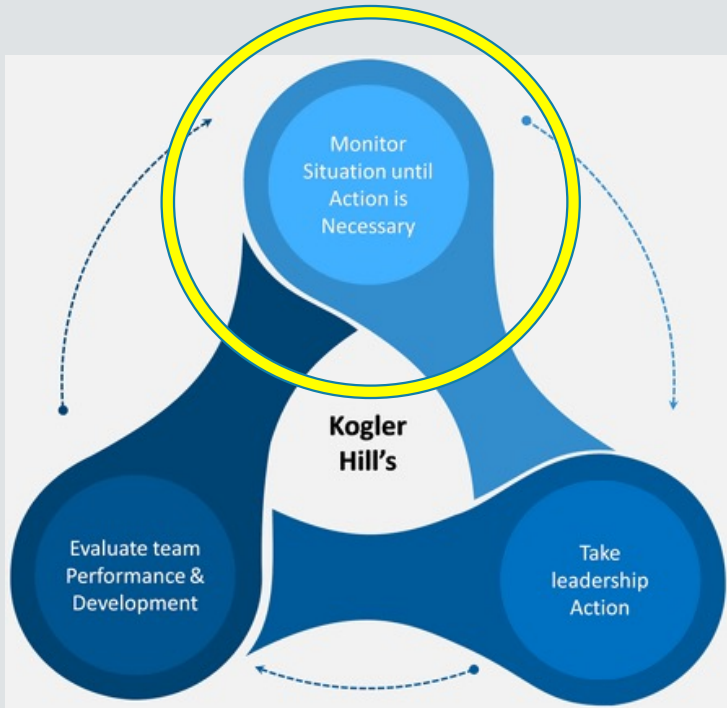 Monitor
Situation until
Action is
Necessary
Kogler
Hill's
Evaluate team
Performance &
Development
Take
leadership
Action